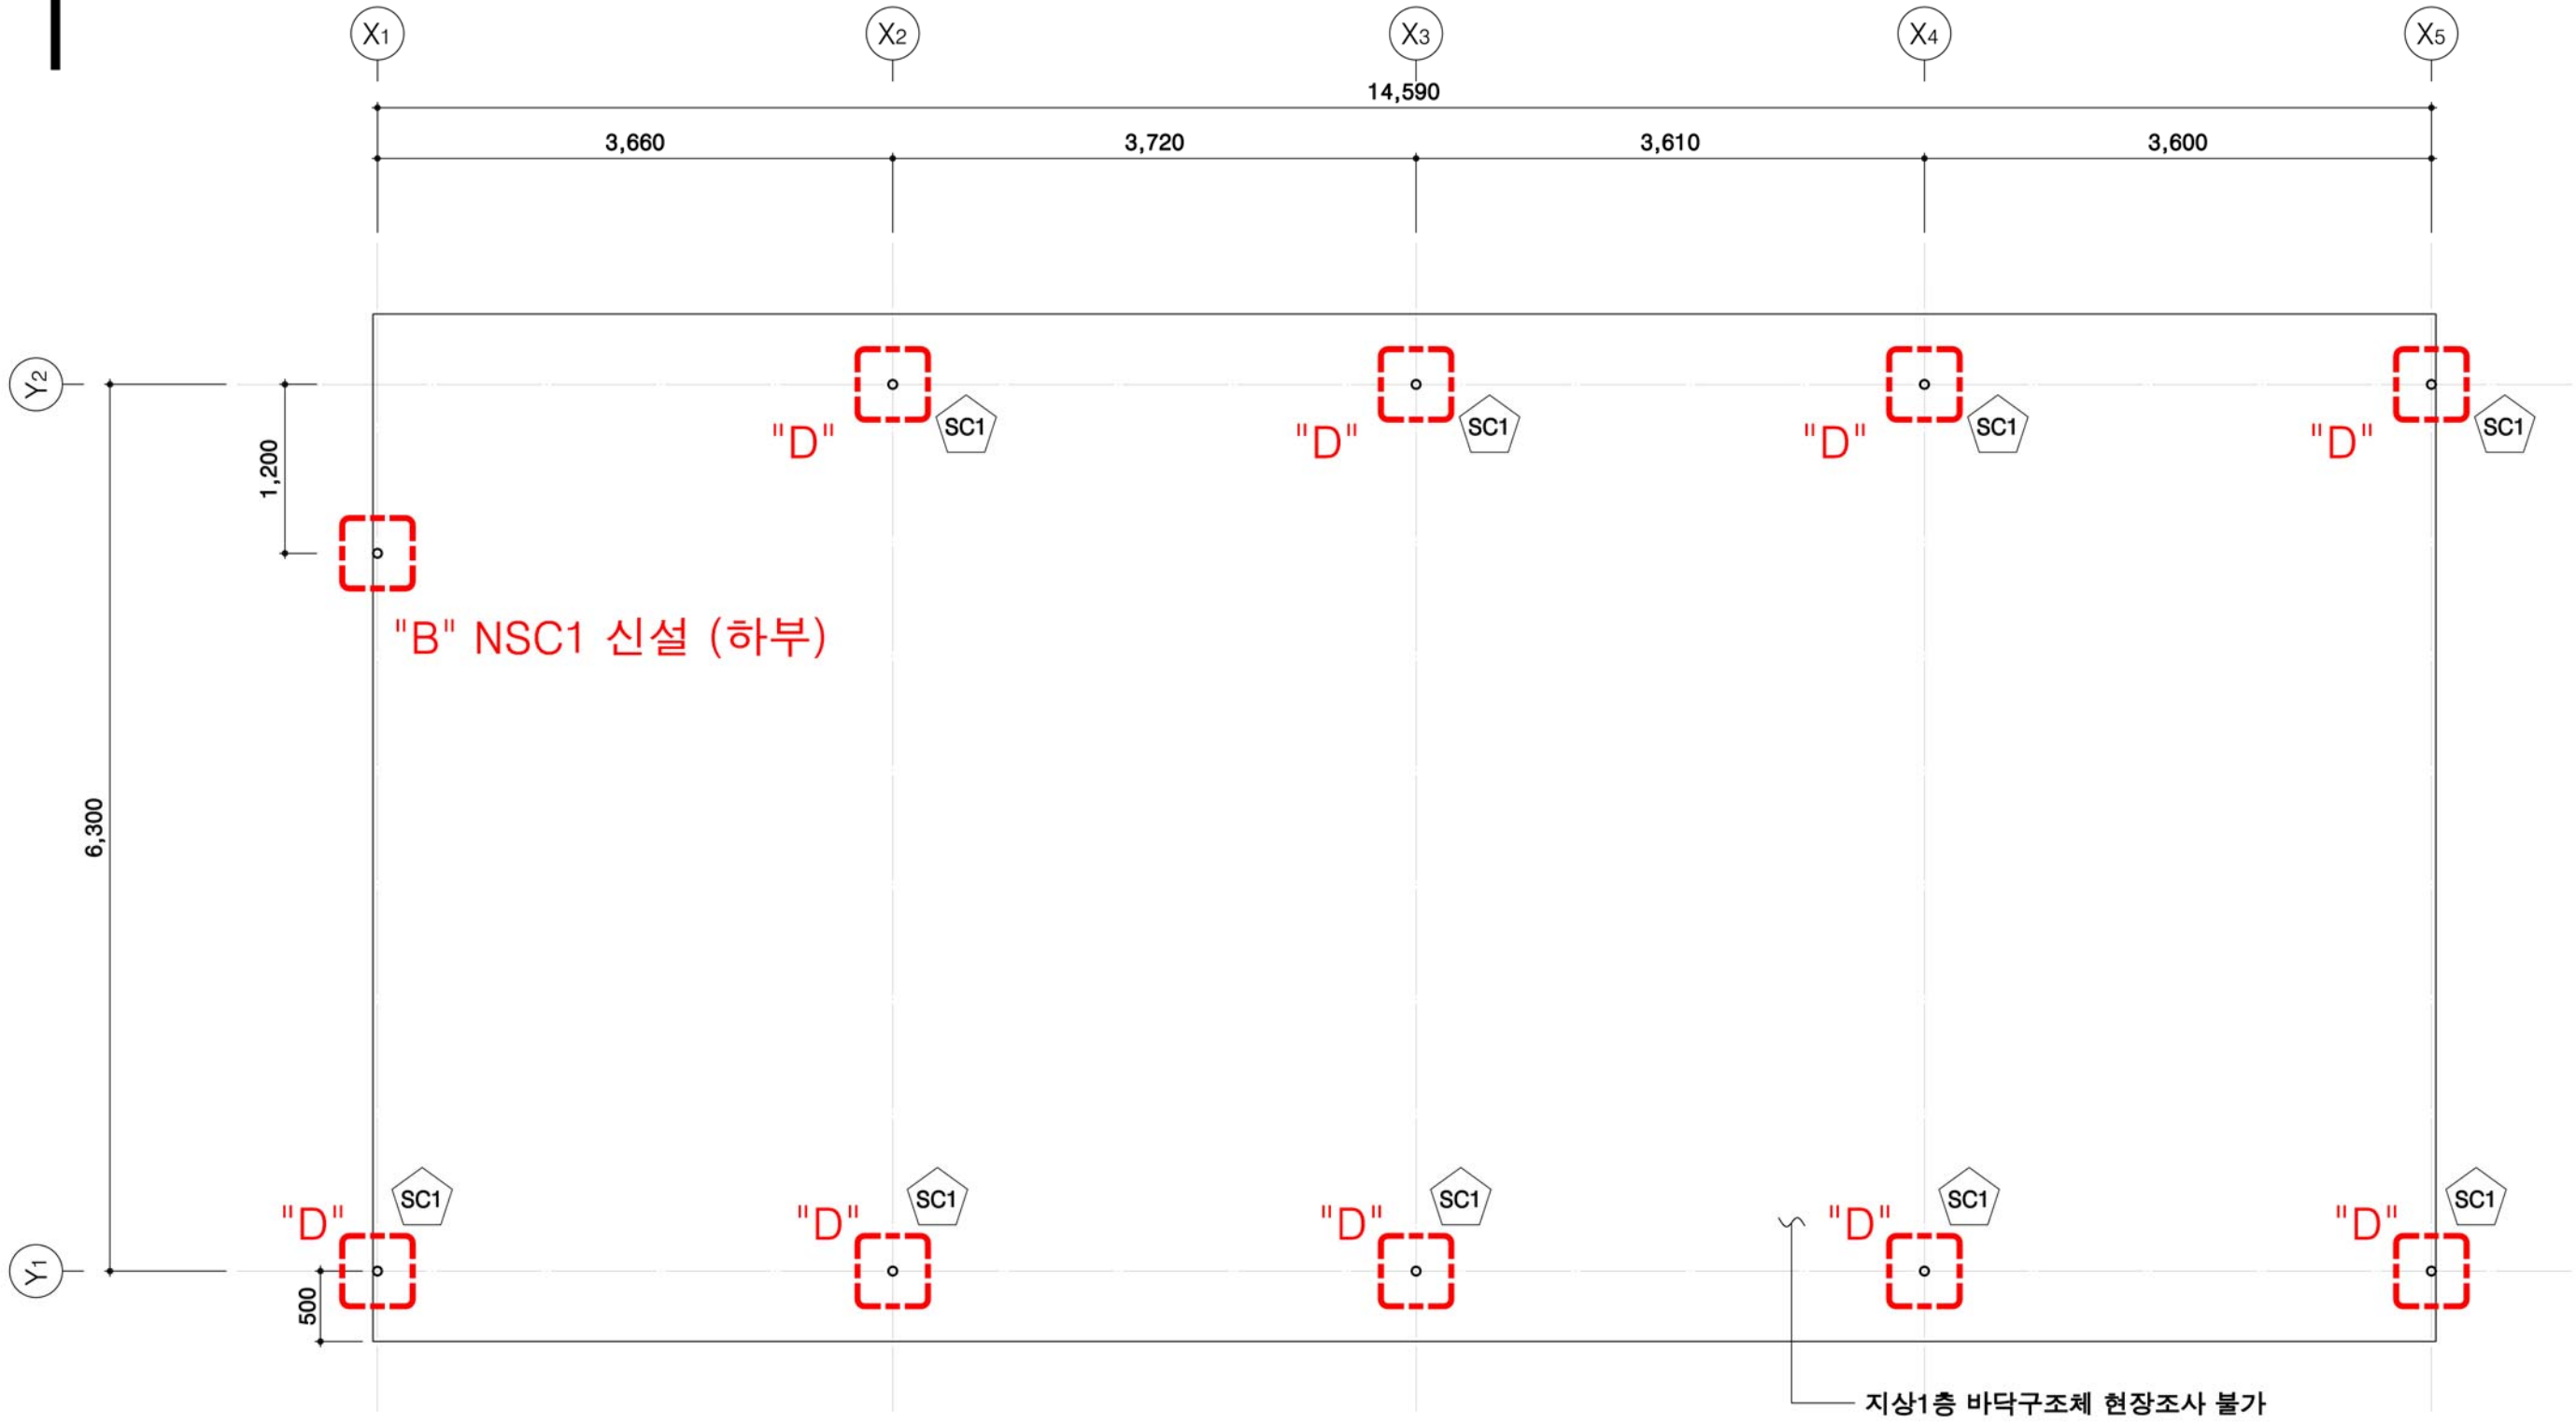 X1 X2 X3 X4 X5
14,590
3,660 3,720 3,610 3,600
Y2
1,200
"D" SC1 "D" SC1 "D" SC1 "D" SC1
"B" NSC1 신설 (하부)
6,300
SC1 SC1 SC1 SC1 SC1
"D" "D" "D" "D" "D"
Y1
500
지상1층 바닥구조체 현장조사 불가